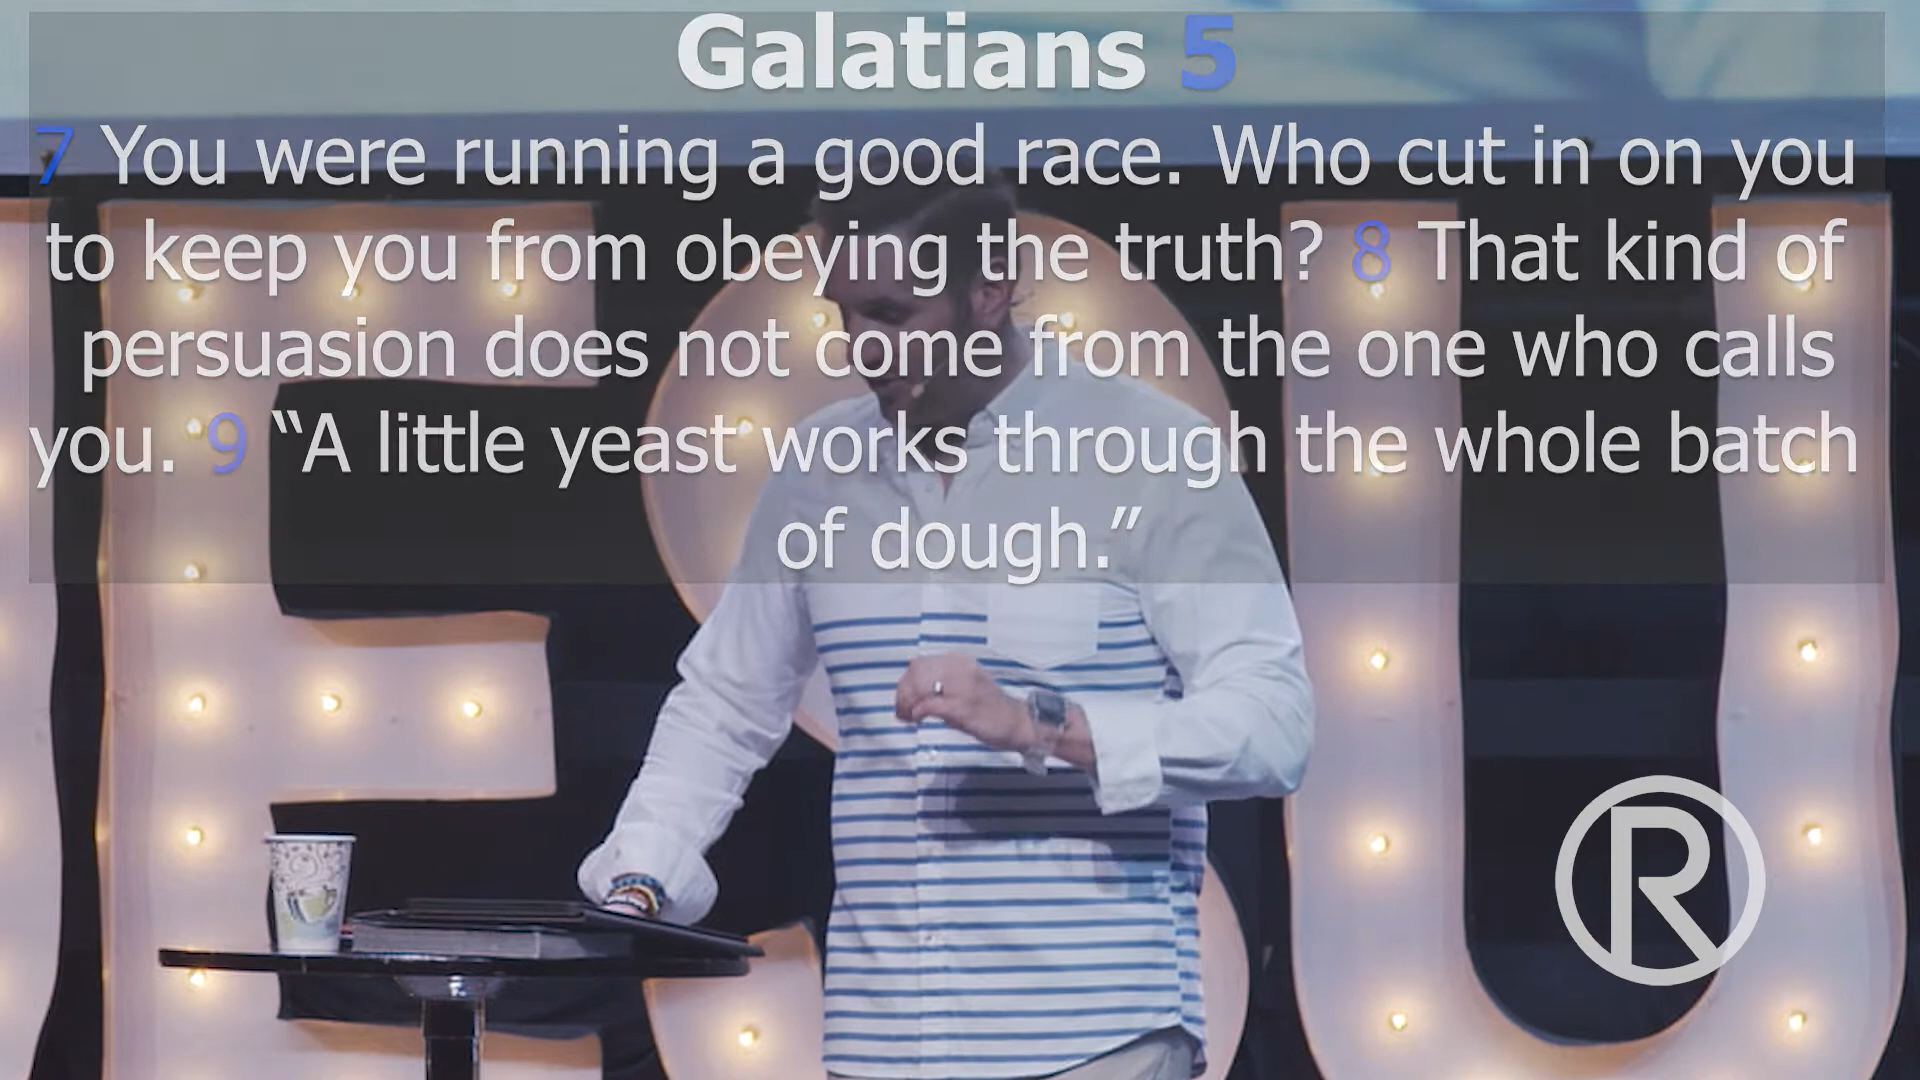 Galatians 5
7 You were running a good race. Who cut in on you
to keep you from obeying the truth? 8 That kind of
persuasion does not come from the one who calls
you. 9 “A little yeast works through the whole batch
of dough.”
ESU
R